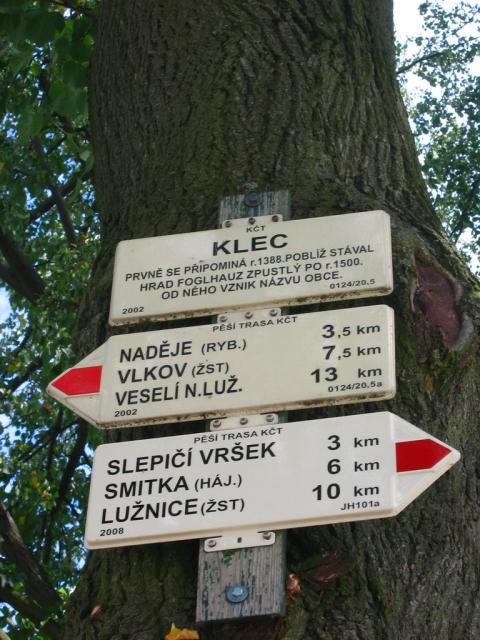 KČT
KLEC
PRVNĚ SE PŘIPOMINÁ r.1388.POBLÍŽ STÁVAL
HRAD FOGLHAUZ ZPUSTLÝ PO r.1500.
OD NĚHO VZNIK NÁZVU OBCE.
2002 0124/20.5
PĚŠÍ TRASA KČT
NADĚJE (RYB.) 3,5 km
VLKOV (ŽST) 7,5 km
VESELÍ N.LUŽ. 13 km
2002 0124/20.5a
PĚŠÍ TRASA KČT
SLEPIČÍ VRŠEK 3 km
SMITKA (HÁJ.) 6 km
LUŽNICE (ŽST) 10 km
2008 JH101a